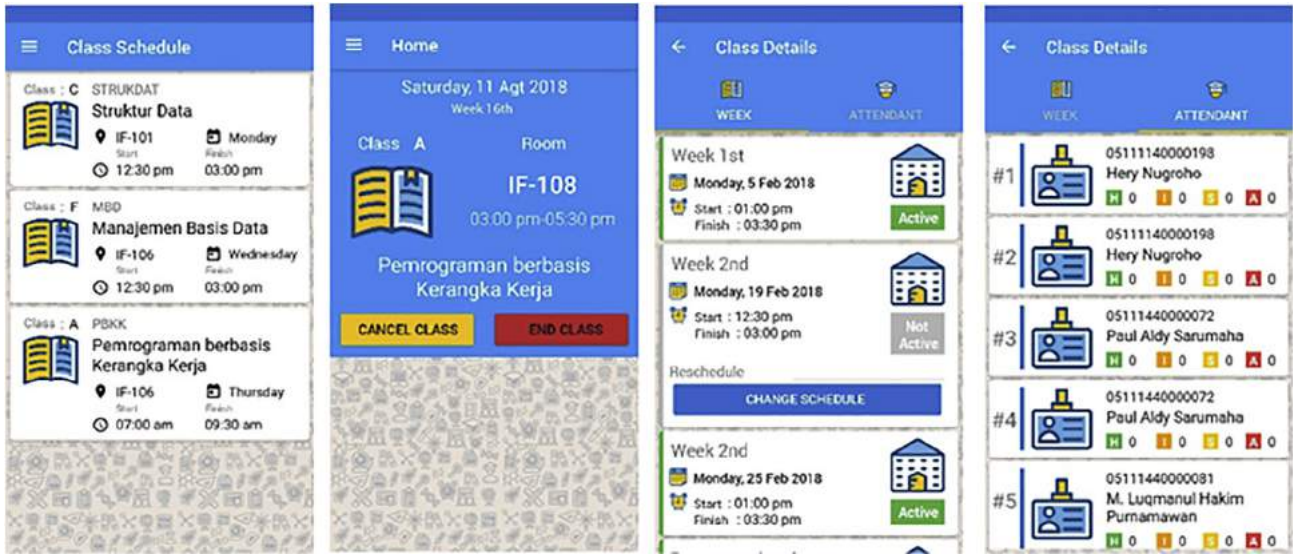 Class Schedule
Class : C STRUKDAT
Struktur Data
IF-101 Monday
Start Finish
12:30 pm 03:00 pm
Class : F MBD
Manajemen Basis Data
IF-106 Wednesday
Start Finish
12:30 pm 03:00 pm
Class : A PBKK
Pemrograman berbasis
Kerangka Kerja
IF-106 Thursday
Start Finish
07:00 am 09:30 am
Home
Saturday, 11 Agt 2018
Week 16th
Class A Room
IF-108
03:00 pm-05:30 pm
Pemrograman berbasis
Kerangka Kerja
CANCEL CLASS END CLASS
Class Details
WEEK ATTENDANT
Week 1st
Monday, 5 Feb 2018
Start : 01:00 pm
Finish : 03:30 pm
Active
Week 2nd
Monday, 19 Feb 2018
Start : 12:30 pm
Finish : 03:00 pm
Not
Active
Reschedule
CHANGE SCHEDULE
Week 2nd
Monday, 25 Feb 2018
Start : 01:00 pm
Finish : 03:30 pm
Active
Class Details
WEEK ATTENDANT
#1
05111140000198
Hery Nugroho
H 0 I 0 S 0 A 0
#2
05111140000198
Hery Nugroho
H 0 I 0 S 0 A 0
#3
05111440000072
Paul Aldy Sarumaha
H 0 I 0 S 0 A 0
#4
05111440000072
Paul Aldy Sarumaha
H 0 I 0 S 0 A 0
#5
05111440000081
M. Luqmanul Hakim
Purnamawan
H 0 I 0 S 0 A 0